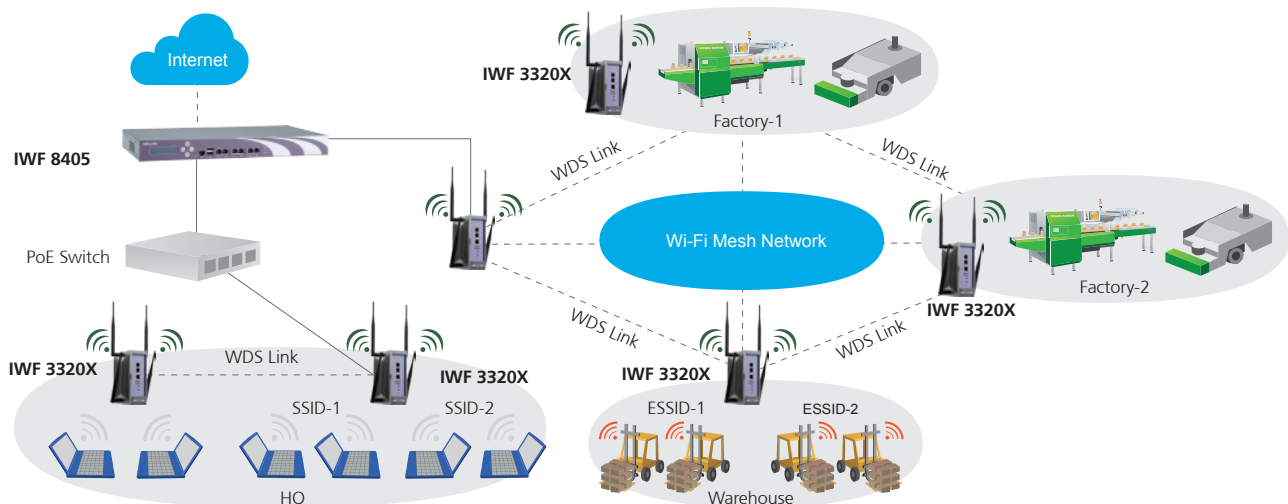 Internet
IWF 8405
PoE Switch
IWF 3320X
WDS Link
IWF 3320X
SSID-1
SSID-2
HO
IWF 3320X
Factory-1
WDS Link
WDS Link
Wi-Fi Mesh Network
Factory-2
IWF 3320X
WDS Link
WDS Link
IWF 3320X
ESSID-1
ESSID-2
Warehouse